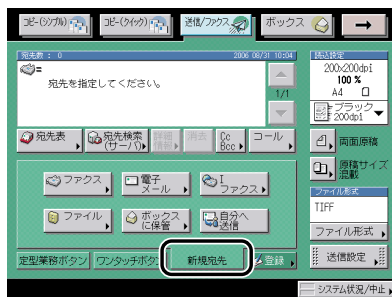 コピー(シンプル)
コピー(クイック)
送信/ファクス
ボックス
宛先数 : 0
2006 08/31 10:04
宛先を指定してください。
1/1
宛先表
宛先検索
(サーバ)
詳細
情報
消去
Cc
Bcc
コール
ファクス
電子
メール
I
ファクス
ファイル
ボックス
に保管
自分へ
送信
定型業務ボタン
ワンタッチボタン
新規宛先
登録
読込設定
200×200dpi
100 %
A4
ブラック
200dpi
両面原稿
原稿サイズ
混載
ファイル形式
TIFF
ファイル形式
送信設定
システム状況/中止